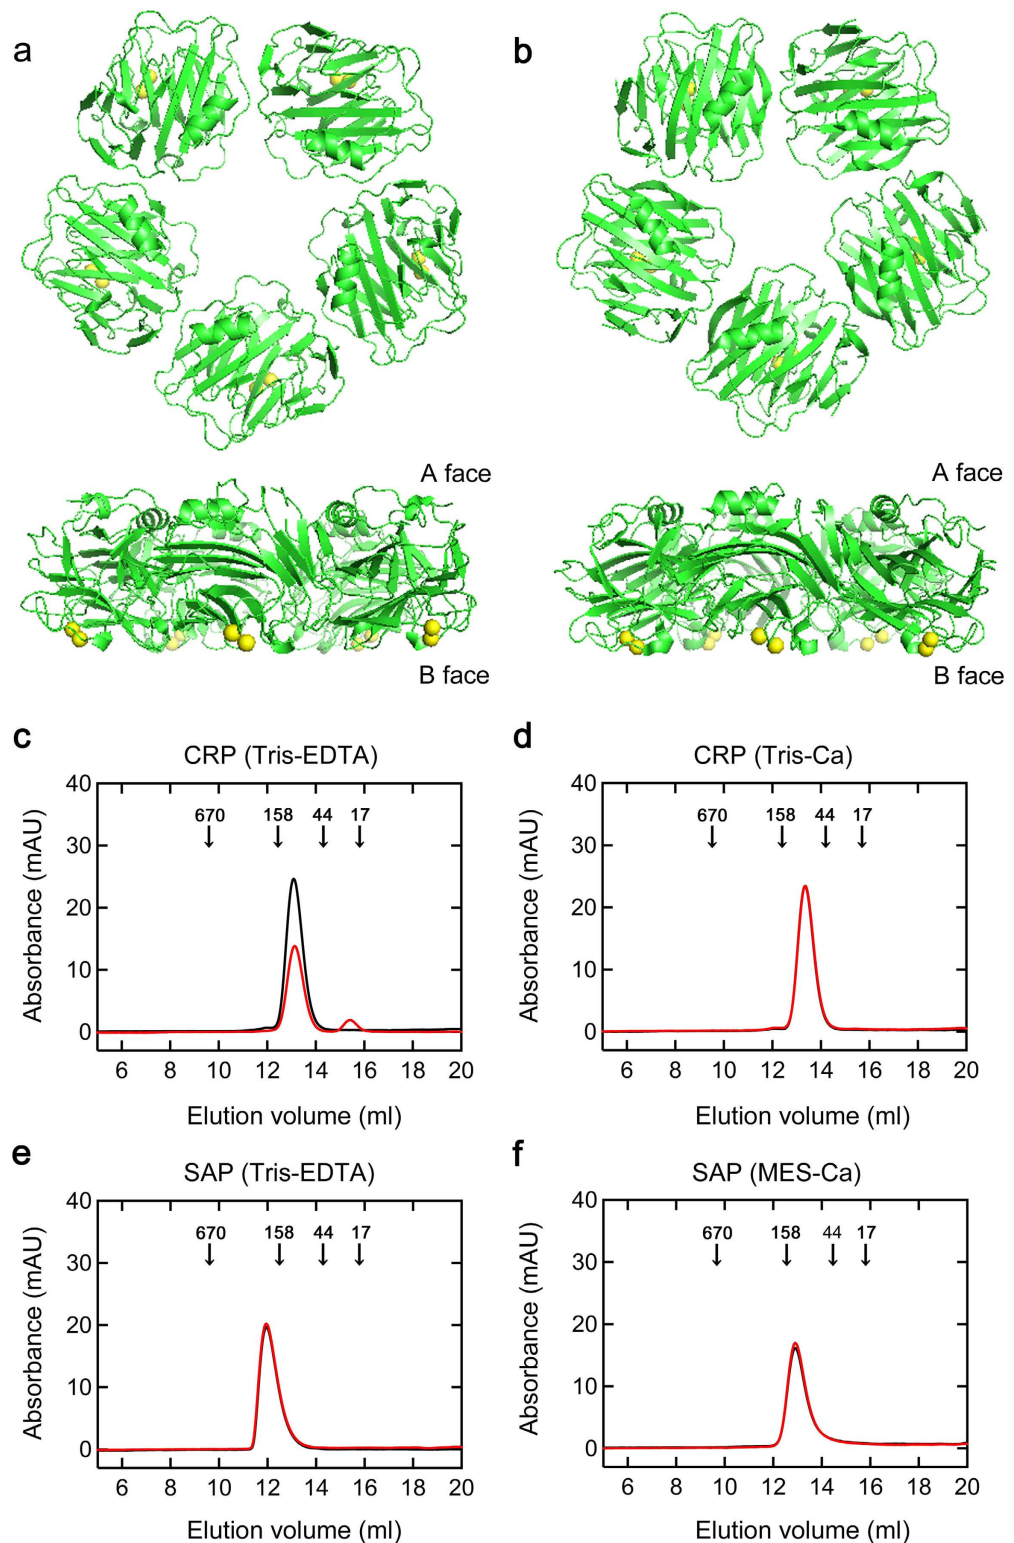 a
b
A face
A face
B face
B face
c
d
CRP (Tris-EDTA)
CRP (Tris-Ca)
40
30
20
10
0
670 158 44 17
6 8 10 12 14 16 18 20
Absorbance (mAU)
Elution volume (ml)
40
30
20
10
0
670 158 44 17
6 8 10 12 14 16 18 20
Absorbance (mAU)
Elution volume (ml)
e
f
SAP (Tris-EDTA)
SAP (MES-Ca)
40
30
20
10
0
670 158 44 17
6 8 10 12 14 16 18 20
Absorbance (mAU)
Elution volume (ml)
40
30
20
10
0
670 158 44 17
6 8 10 12 14 16 18 20
Absorbance (mAU)
Elution volume (ml)